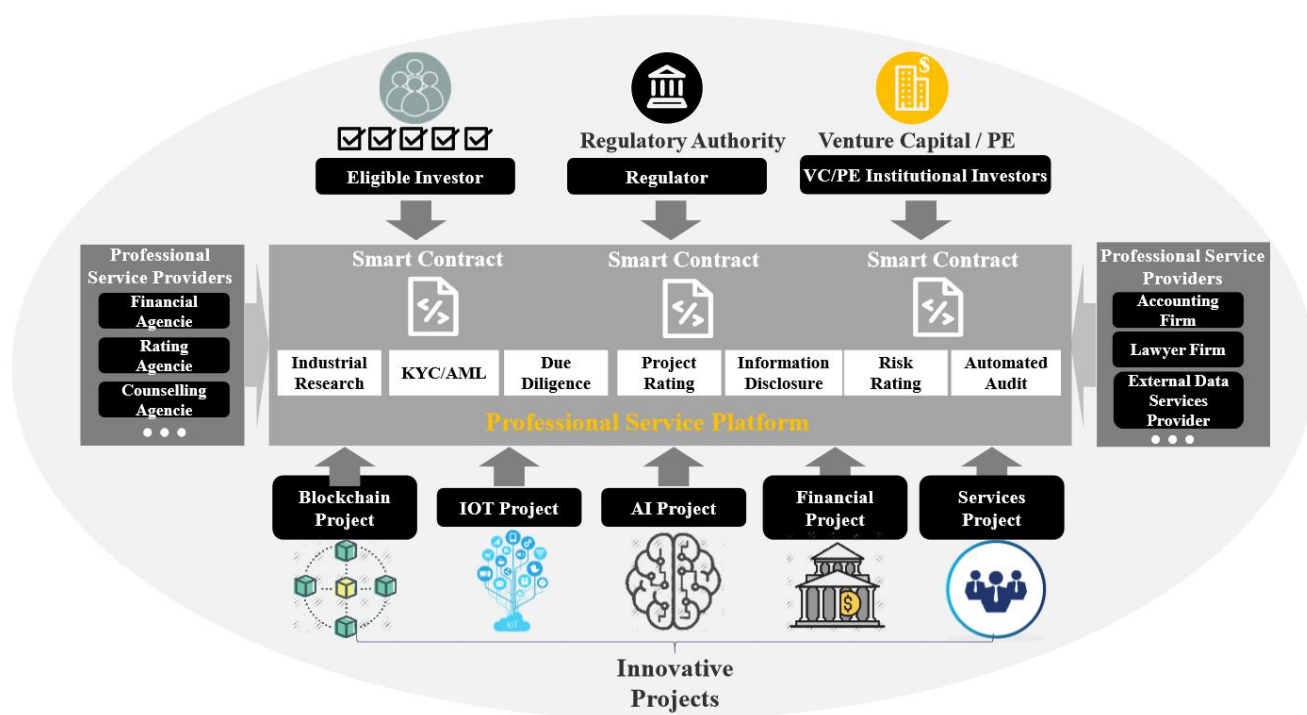 $
Regulatory Authority
Venture Capital / PE
Eligible Investor
Regulator
VC/PE Institutional Investors
Professional
Service Providers
Financial
Agencie
Rating
Agencie
Counselling
Agencie
Smart Contract
Smart Contract
Smart Contract
</>
</>
</>
Industrial
Research
KYC/AML
Due
Diligence
Project
Rating
Information
Disclosure
Risk
Rating
Automated
Audit
Professional Service Platform
Professional Service
Providers
Accounting
Firm
Lawyer Firm
External Data
Services
Provider
Blockchain
Project
IOT Project
AI Project
Financial
Project
Services
Project
IoT
$
Innovative
Projects